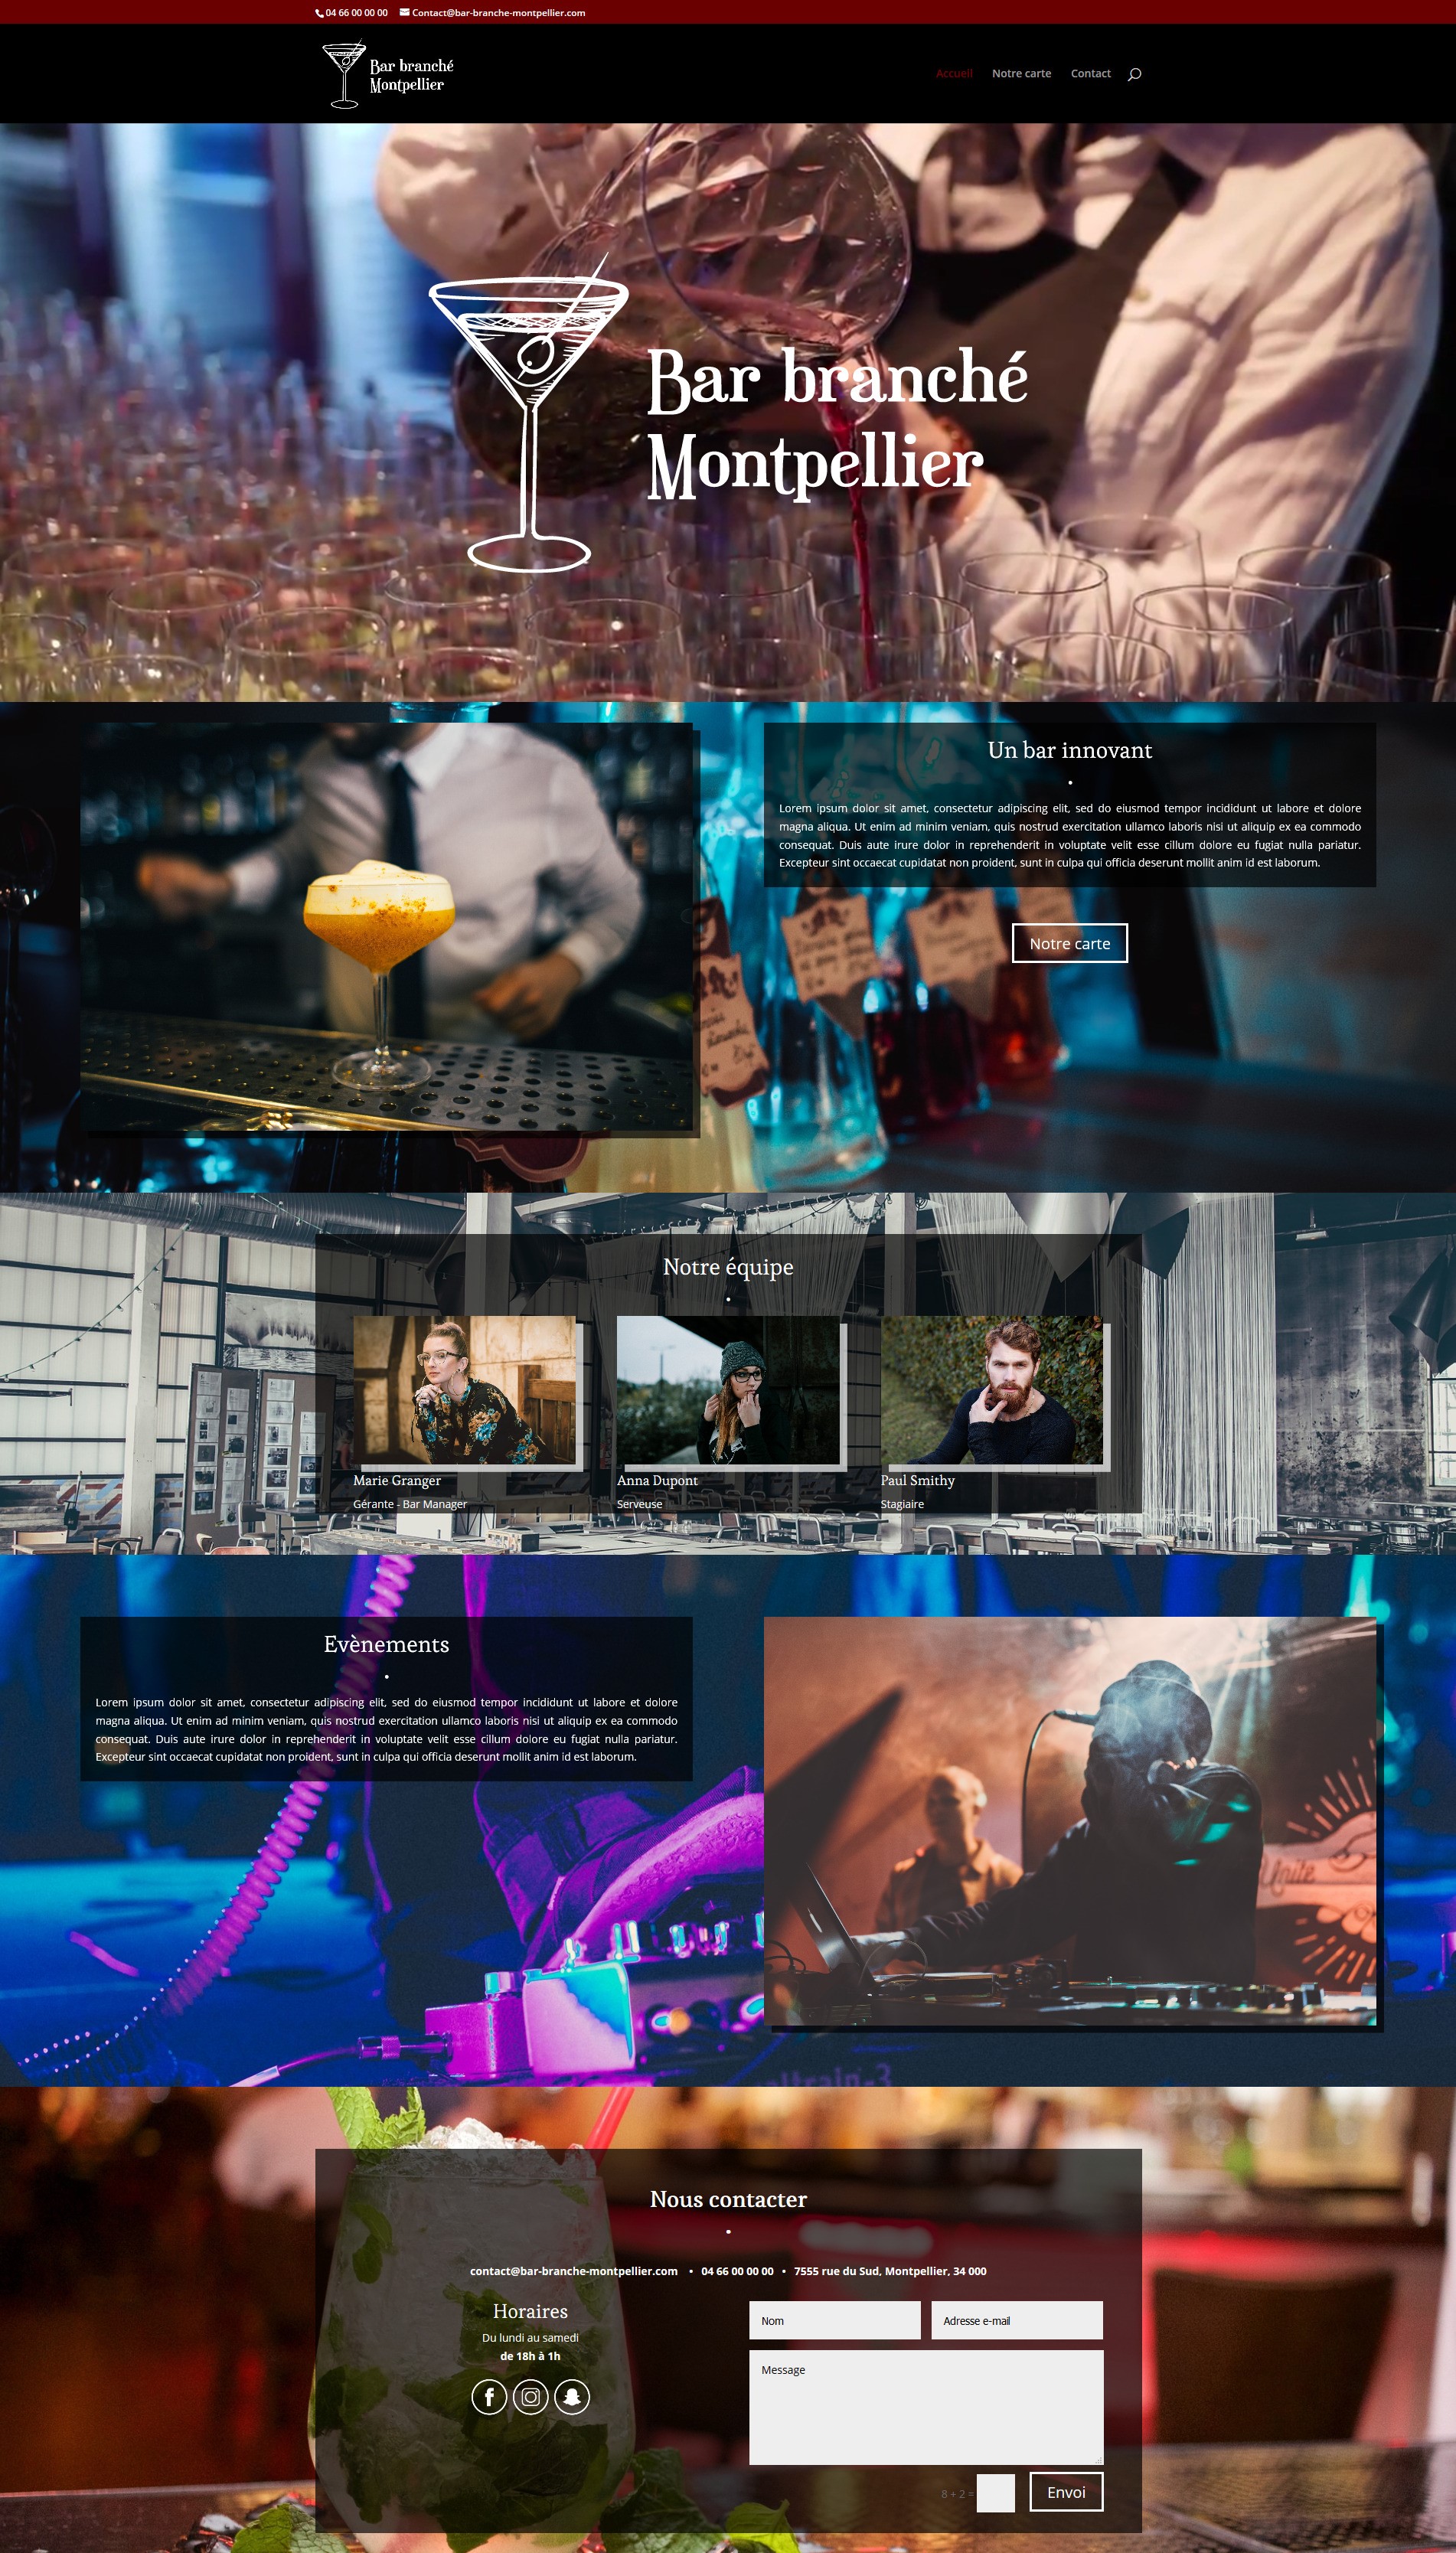 04 66 00 00 00 Contact@bar-branche-montpellier.com
Bar branché
Montpellier
Accueil Notre carte Contact
Bar branché
Montpellier
Un bar innovant
Lorem ipsum dolor sit amet, consectetur adipiscing elit, sed do eiusmod tempor incididunt ut labore et dolore
magna aliqua. Ut enim ad minim veniam, quis nostrud exercitation ullamco laboris nisi ut aliquip ex ea commodo
consequat. Duis aute irure dolor in reprehenderit in voluptate velit esse cillum dolore eu fugiat nulla pariatur.
Excepteur sint occaecat cupidatat non proident, sunt in culpa qui officia deserunt mollit anim id est laborum.
Notre carte
Notre équipe
Marie Granger
Gérante - Bar Manager
Anna Dupont
Serveuse
Paul Smithy
Stagiaire
Evènements
Lorem ipsum dolor sit amet, consectetur adipiscing elit, sed do eiusmod tempor incididunt ut labore et dolore
magna aliqua. Ut enim ad minim veniam, quis nostrud exercitation ullamco laboris nisi ut aliquip ex ea commodo
consequat. Duis aute irure dolor in reprehenderit in voluptate velit esse cillum dolore eu fugiat nulla pariatur.
Excepteur sint occaecat cupidatat non proident, sunt in culpa qui officia deserunt mollit anim id est laborum.
Unite
Nous contacter
contact@bar-branche-montpellier.com • 04 66 00 00 00 • 7555 rue du Sud, Montpellier, 34 000
Horaires
Du lundi au samedi
de 18h à 1h
Nom
Adresse e-mail
Message
8 + 2 =
Envoi